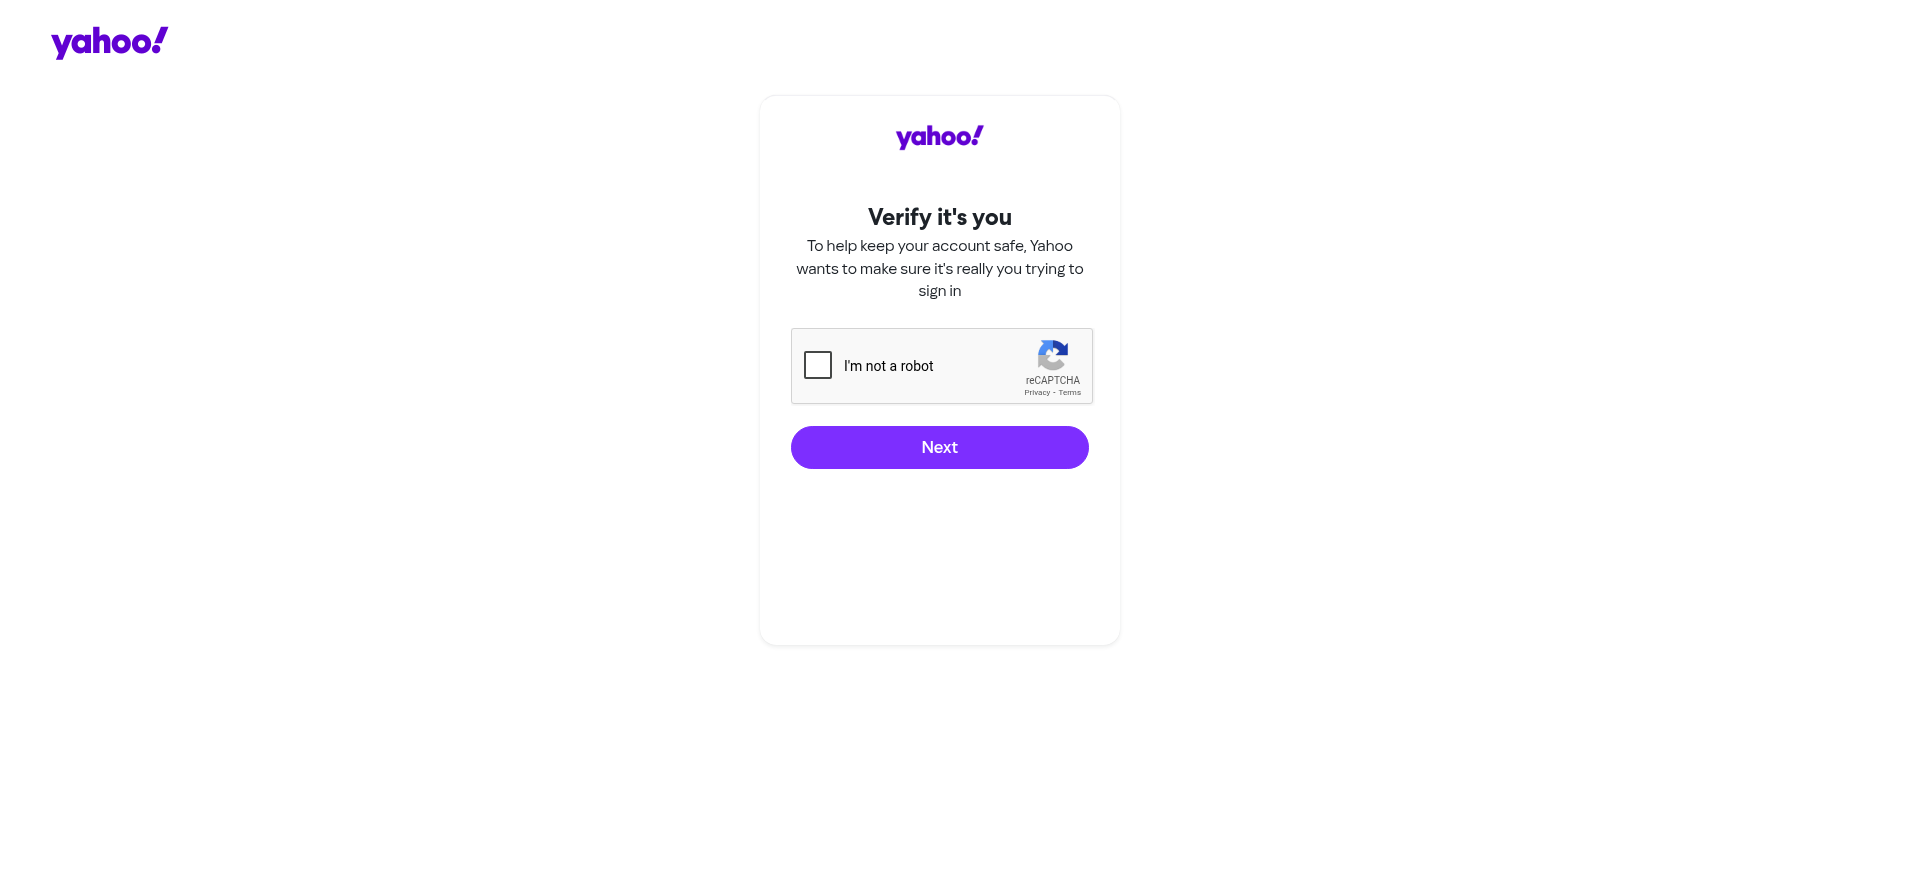 yahoo!
yahoo!
Verify it's you
To help keep your account safe, Yahoo
wants to make sure it's really you trying to
sign in
I'm not a robot
reCAPTCHA
Privacy - Terms
Next